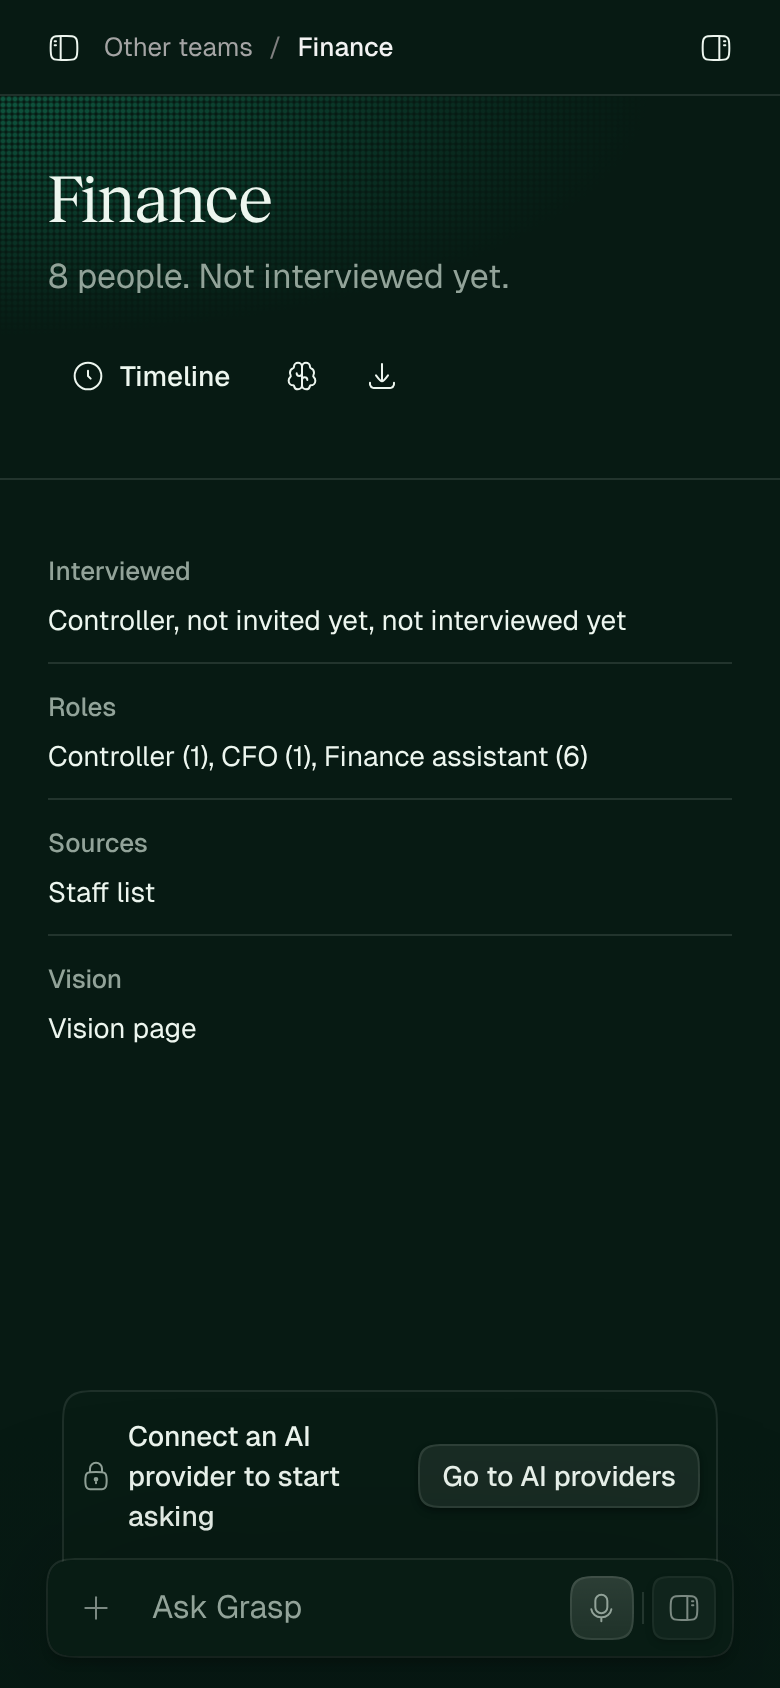 Other teams / Finance
Finance
8 people. Not interviewed yet.
Timeline
Interviewed
Controller, not invited yet, not interviewed yet
Roles
Controller (1), CFO (1), Finance assistant (6)
Sources
Staff list
Vision
Vision page
Connect an AI
provider to start
asking
Go to AI providers
Ask Grasp